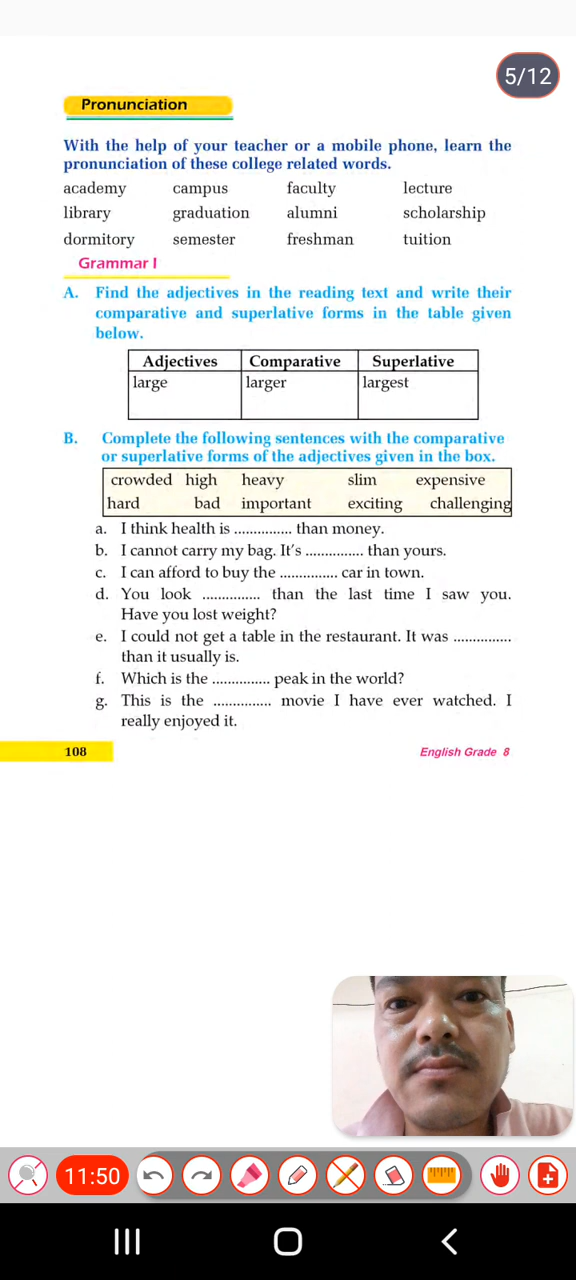 5/12
Pronunciation
With the help of your teacher or a mobile phone, learn the
pronunciation of these college related words.
academy campus faculty lecture
library graduation alumni scholarship
dormitory semester freshman tuition
Grammar I
A. Find the adjectives in the reading text and write their
comparative and superlative forms in the table given
below.
Adjectives Comparative Superlative
large larger largest
B. Complete the following sentences with the comparative
or superlative forms of the adjectives given in the box.
crowded high heavy slim expensive
hard bad important exciting challenging
a. I think health is ............... than money.
b. I cannot carry my bag. It's ............... than yours.
c. I can afford to buy the ............... car in town.
d. You look ............... than the last time I saw you.
Have you lost weight?
e. I could not get a table in the restaurant. It was ...............
than it usually is.
f. Which is the ............... peak in the world?
g. This is the ............... movie I have ever watched. I
really enjoyed it.
108 English Grade 8
11:50